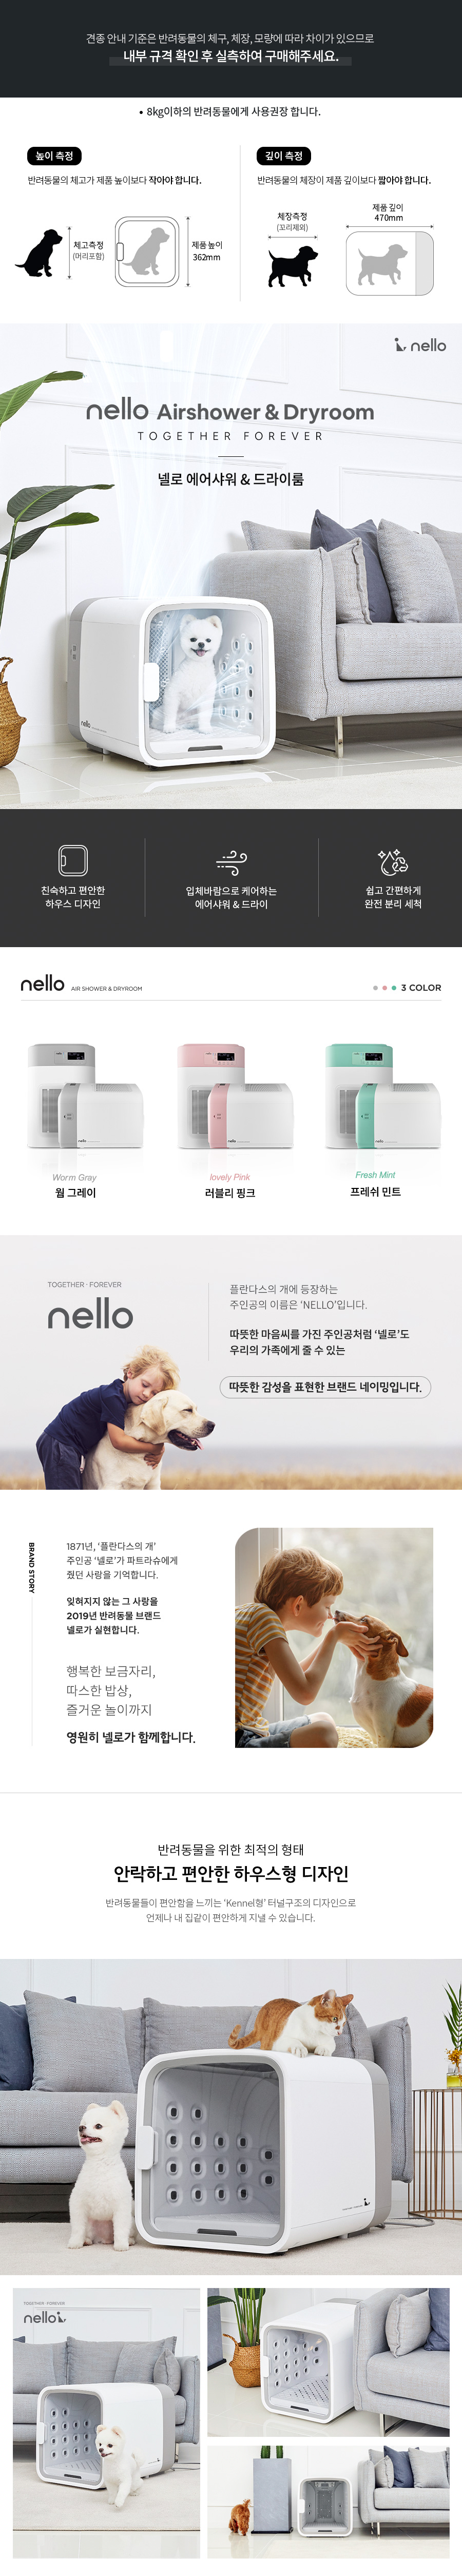 견종 안내 기준은 반려동물의 체구, 체장, 모량에 따라 차이가 있으므로
내부 규격 확인 후 실측하여 구매해주세요.
• 8kg이하의 반려동물에게 사용권장 합니다.
높이 측정
반려동물의 체고가 제품 높이보다 작아야 합니다.
체고측정
(머리포함)
제품 높이
362mm
깊이 측정
반려동물의 체장이 제품 깊이보다 짧아야 합니다.
체장측정
(꼬리제외)
제품 깊이
470mm
nello
nello Airshower & Dryroom
TOGETHER FOREVER
넬로 에어샤워 & 드라이룸
nello
친숙하고 편안한
하우스 디자인
입체바람으로 케어하는
에어샤워 & 드라이
쉽고 간편하게
완전 분리 세척
nello AIR SHOWER & DRYROOM
3 COLOR
nello
nello
nello
Worm Gray
웜 그레이
lovely Pink
러블리 핑크
Fresh Mint
프레쉬 민트
TOGETHER · FOREVER
nello
플란다스의 개에 등장하는
주인공의 이름은 ‘NELLO’입니다.
따뜻한 마음씨를 가진 주인공처럼 ‘넬로’도
우리의 가족에게 줄 수 있는
따뜻한 감성을 표현한 브랜드 네이밍입니다.
BRAND STORY
1871년, ‘플란다스의 개’
주인공 ‘넬로’가 파트라슈에게
줬던 사랑을 기억합니다.
잊혀지지 않는 그 사랑을
2019년 반려동물 브랜드
넬로가 실현합니다.
행복한 보금자리,
따스한 밥상,
즐거운 놀이까지
영원히 넬로가 함께합니다.
반려동물을 위한 최적의 형태
안락하고 편안한 하우스형 디자인
반려동물들이 편안함을 느끼는 ‘Kennel형’ 터널구조의 디자인으로
언제나 내 집같이 편안하게 지낼 수 있습니다.
TOGETHER · FOREVER
nello